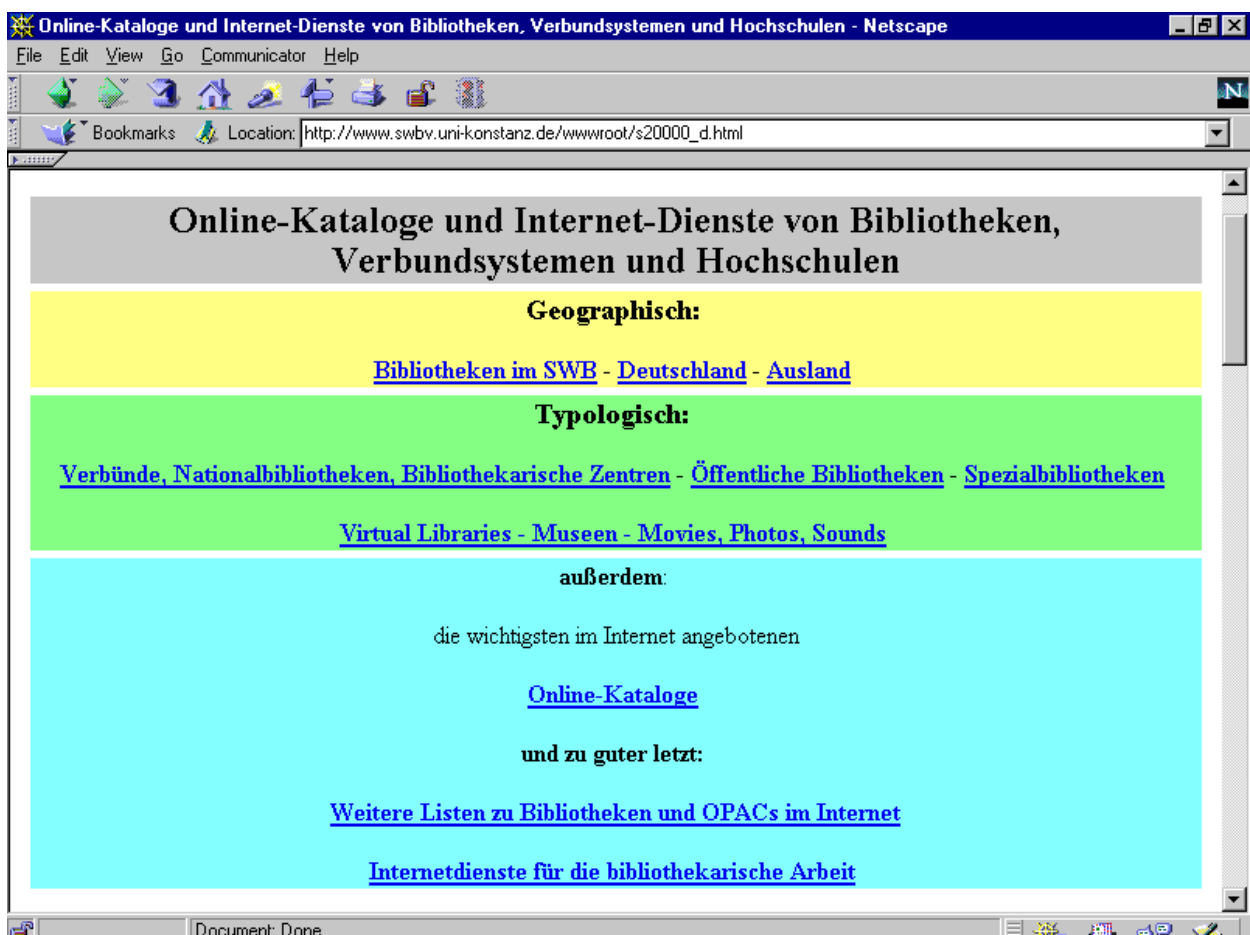 Online-Kataloge und Internet-Dienste von Bibliotheken, Verbundsystemen und Hochschulen - Netscape
File Edit View Go Communicator Help
N
Bookmarks Location: http://www.swbv.uni-konstanz.de/wwwroot/s20000_d.html
Online-Kataloge und Internet-Dienste von Bibliotheken,
Verbundsystemen und Hochschulen
Geographisch:
Bibliotheken im SWB - Deutschland - Ausland
Typologisch:
Verbünde, Nationalbibliotheken, Bibliothekarische Zentren - Öffentliche Bibliotheken - Spezialbibliotheken
Virtual Libraries - Museen - Movies, Photos, Sounds
außerdem:
die wichtigsten im Internet angebotenen
Online-Kataloge
und zu guter letzt:
Weitere Listen zu Bibliotheken und OPACs im Internet
Internetdienste für die bibliothekarische Arbeit
Document: Done